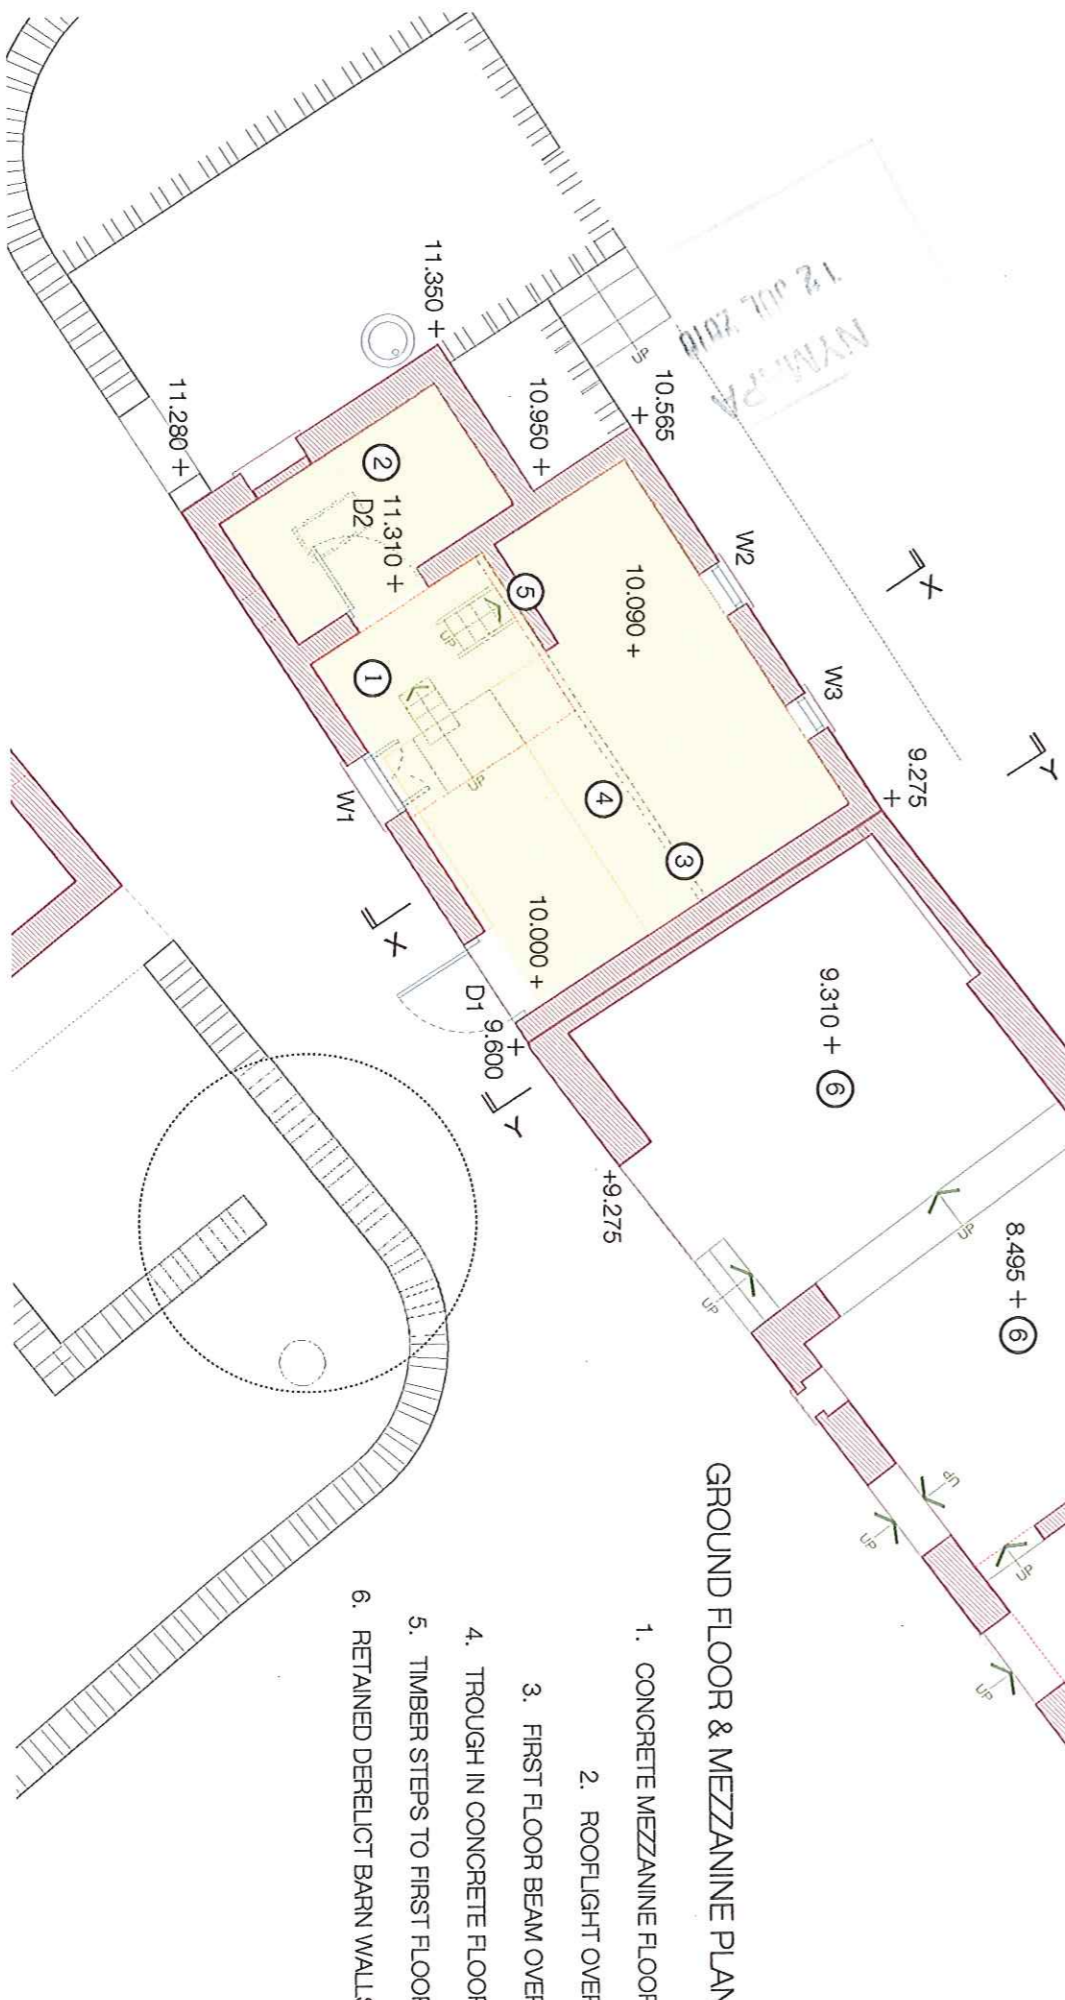 GROUND FLOOR & MEZZANINE PLAN
1. CONCRETE MEZZANINE FLOOR
2. ROOFLIGHT OVER
3. FIRST FLOOR BEAM OVER
4. TROUGH IN CONCRETE FLOOR
5. TIMBER STEPS TO FIRST FLOOR
6. RETAINED DERELICT BARN WALLS
NYMNPA
12 JUL 2010
X
Y
UP
10.565 +
W2
W3
9.275 +
11.350 +
10.950 +
10.090 +
5
2
11.310 +
D2
11.280 +
UP
1
UP
4
3
W1
10.000 +
X
D1
9.600 +
Y
9.310 + 6
+9.275
8.495 + 6
UP
UP
UP
UP
UP
UP